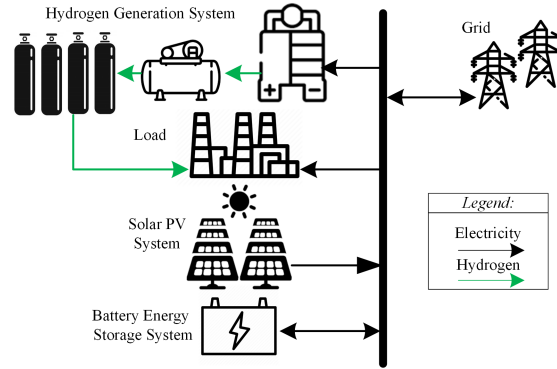 Hydrogen Generation System
Grid
Load
Solar PV
System
Battery Energy
Storage System
Legend:
Electricity
Hydrogen